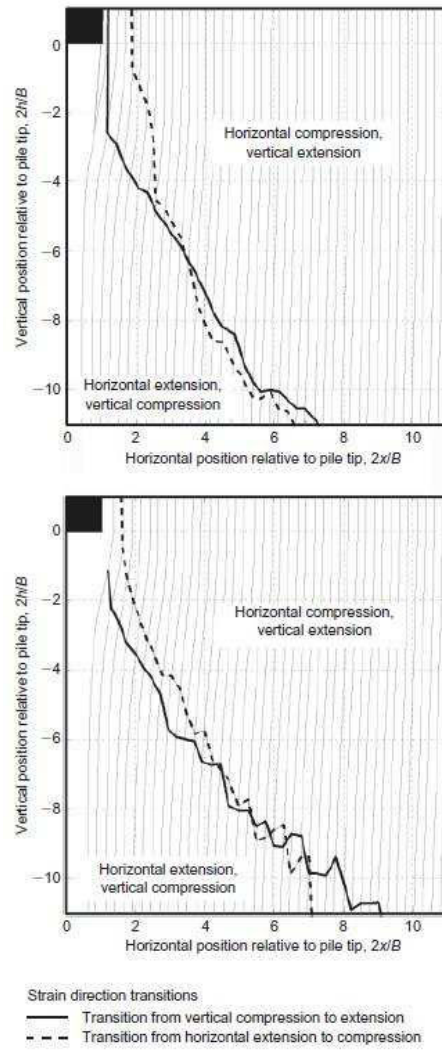 0
−2
−4
−6
−8
−10
Vertical position relative to pile tip, 2h/B
Horizontal compression,
vertical extension
Horizontal extension,
vertical compression
0 2 4 6 8 10
Horizontal position relative to pile tip, 2x/B
0
−2
−4
−6
−8
−10
Vertical position relative to pile tip, 2h/B
Horizontal compression,
vertical extension
Horizontal extension,
vertical compression
0 2 4 6 8 10
Horizontal position relative to pile tip, 2x/B
Strain direction transitions
Transition from vertical compression to extension
Transition from horizontal extension to compression